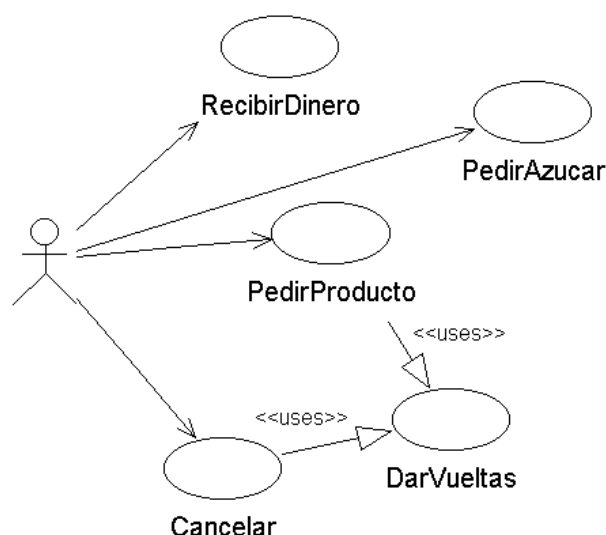 RecibirDinero
PedirAzucar
PedirProducto
<<uses>>
<<uses>>
DarVueltas
Cancelar